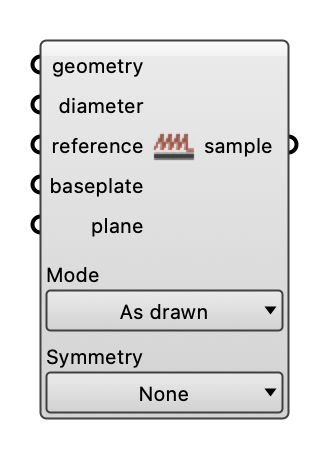 geometry
diameter
reference sample
baseplate
plane
Mode
As drawn
Symmetry
None